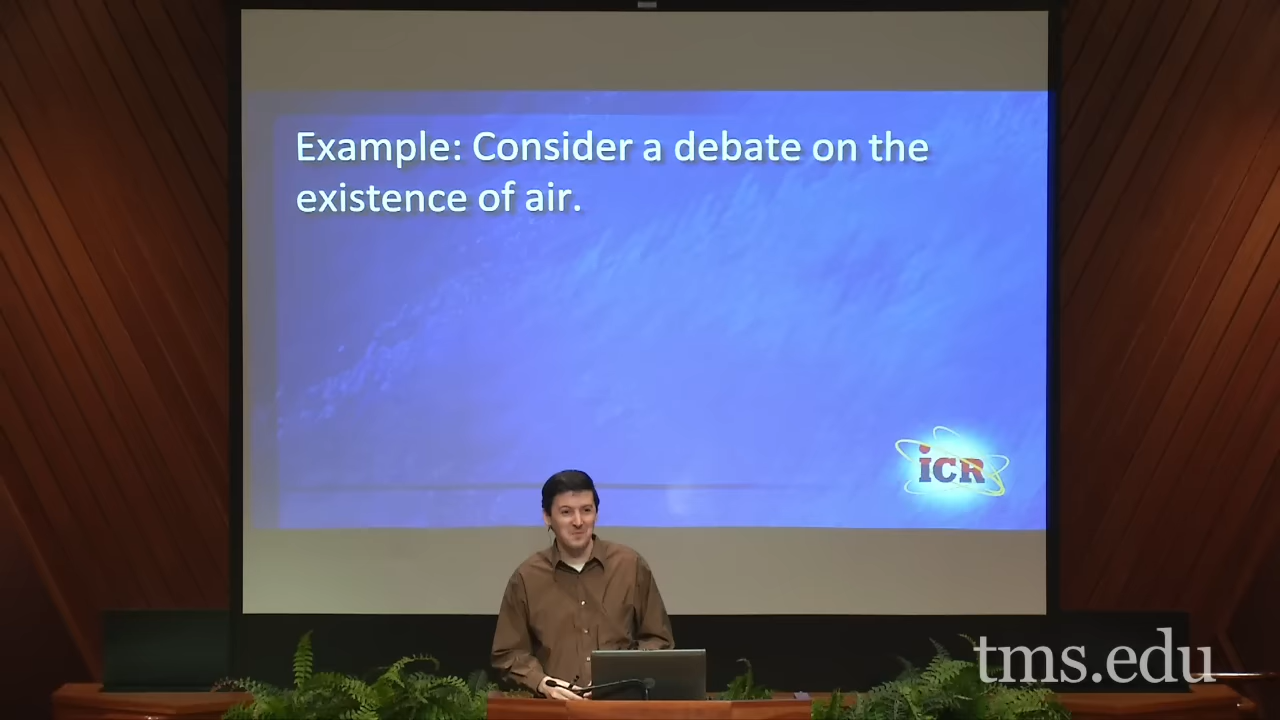 Example: Consider a debate on the
existence of air.
iCR
tms.edu